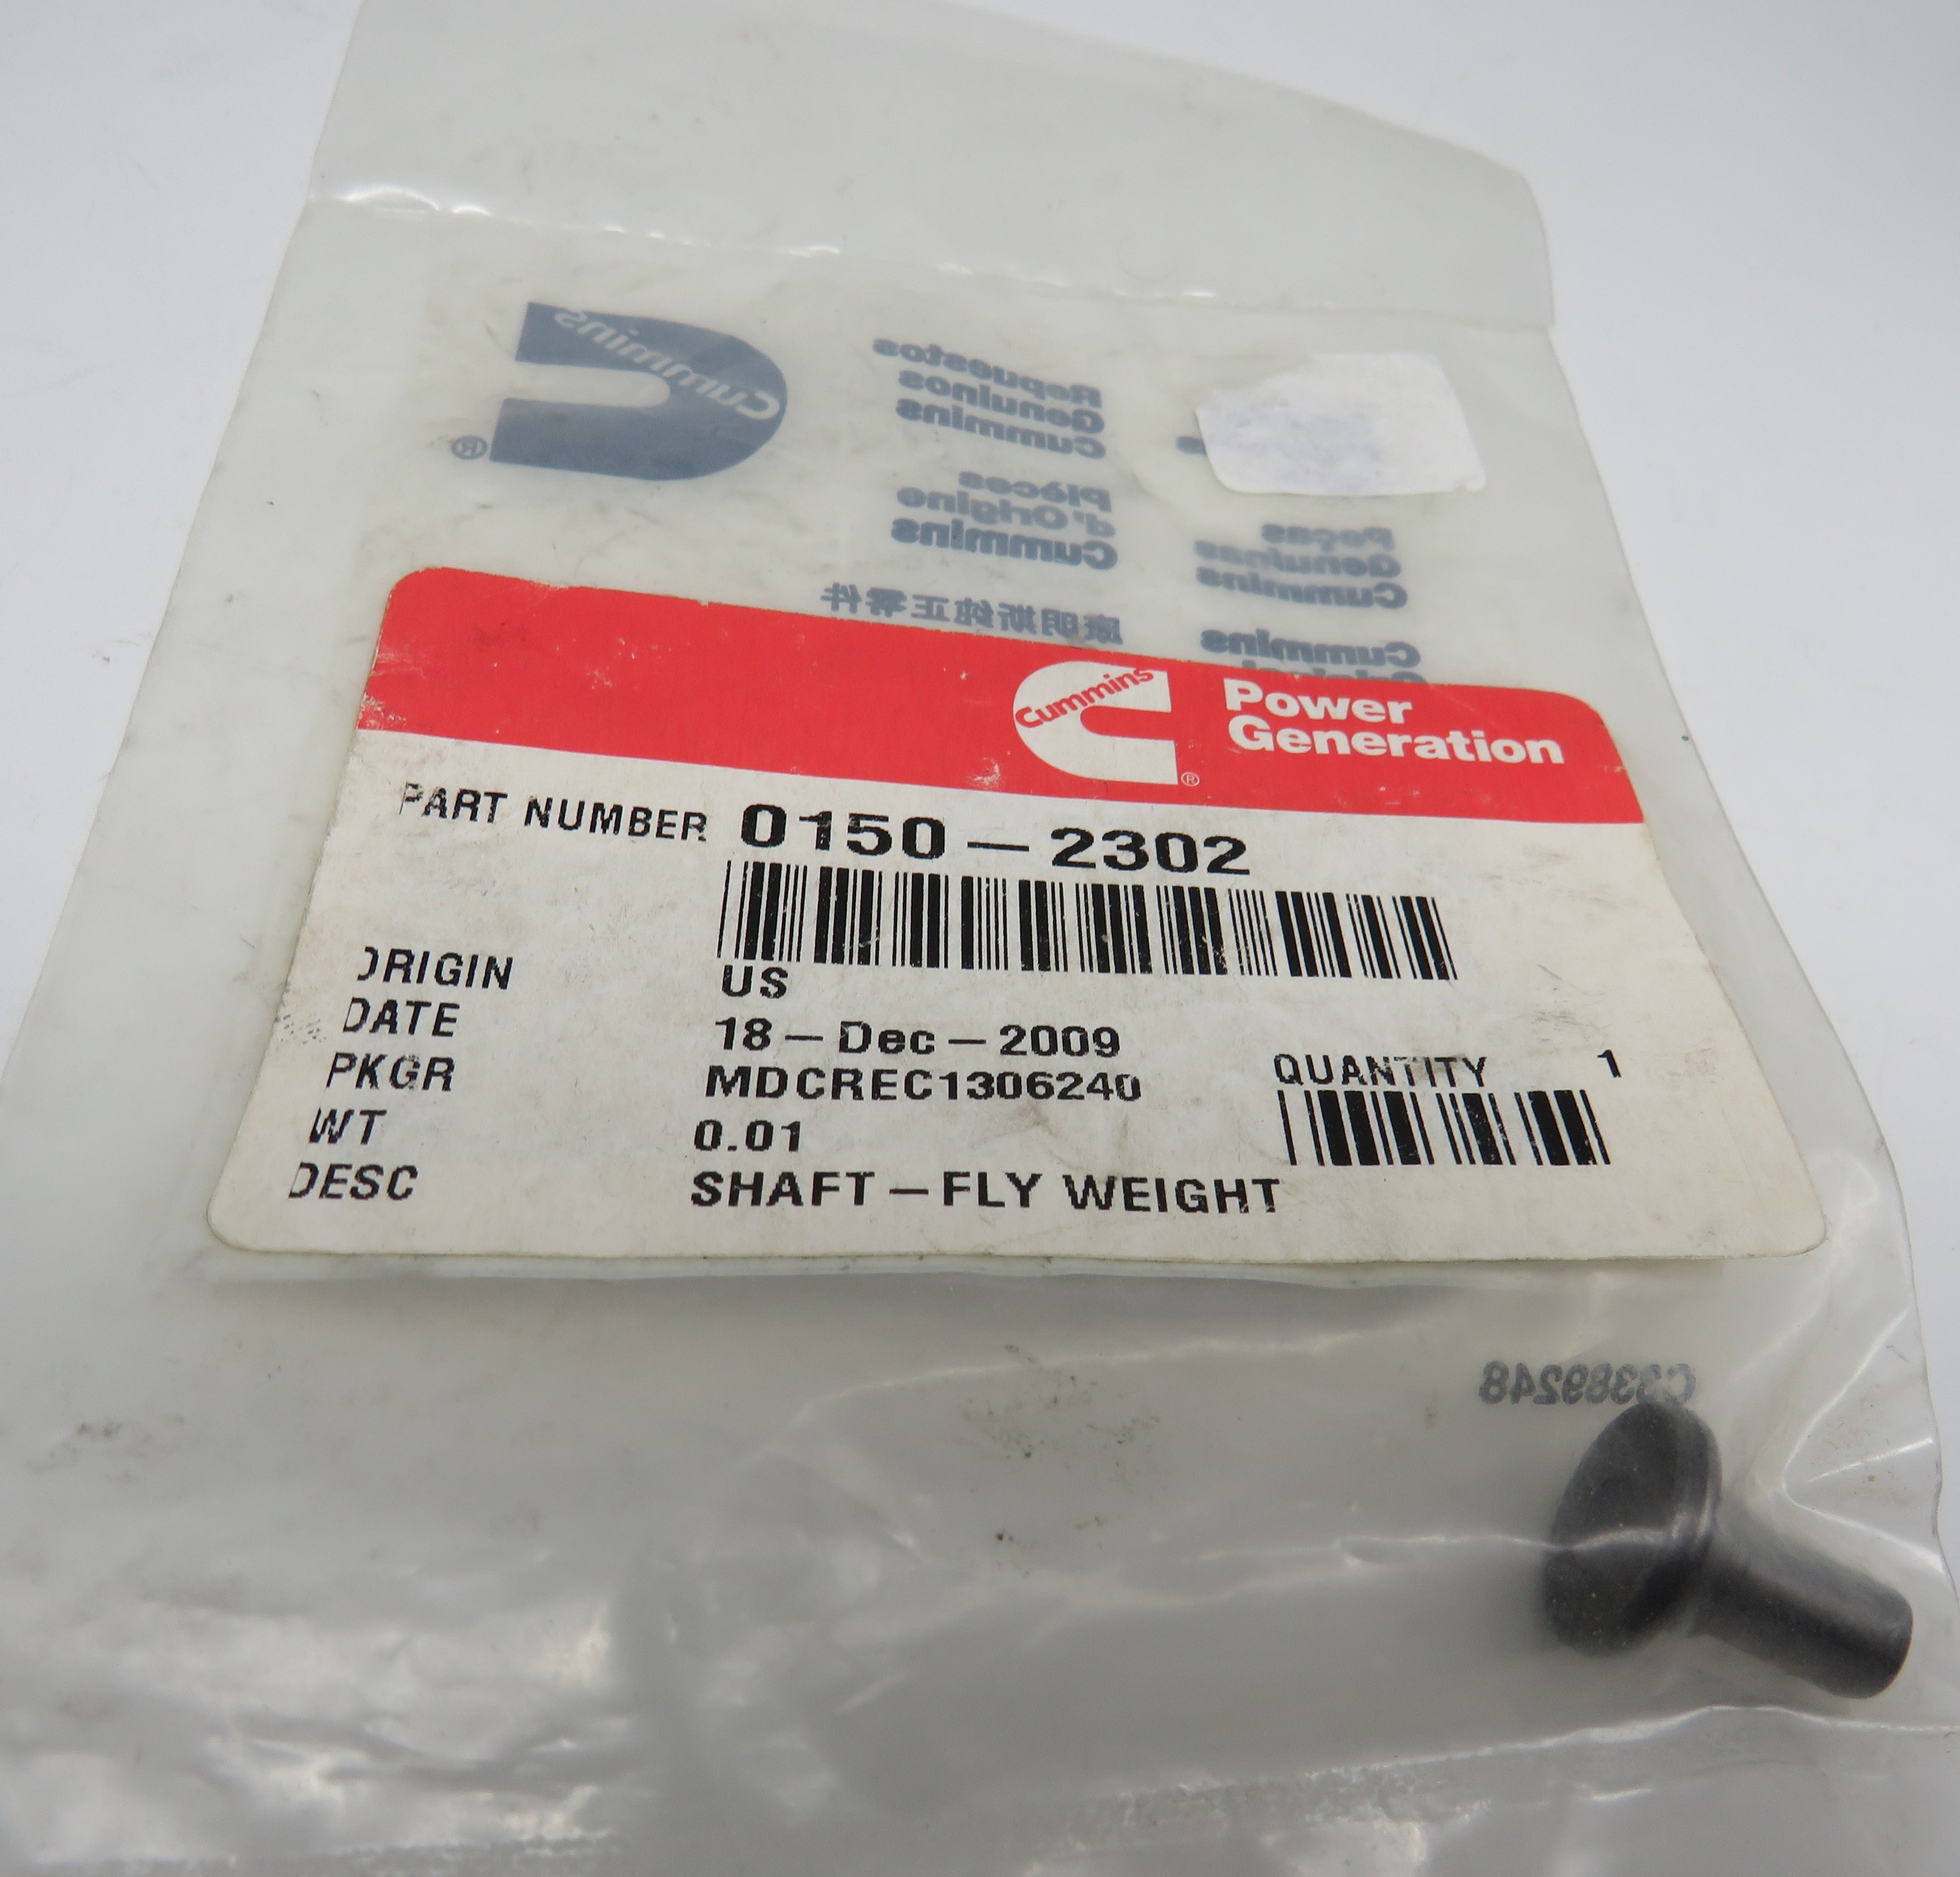 Cummins
®
Repuestos
Genuinos
Cummins
Pièces
d'Origine
Cummins
康明斯纯正零件
Peças
Genuínas
Cummins
Cummins
Cummins
®
Power
Generation
PART NUMBER 0150-2302
ORIGIN US
DATE 18-Dec-2009
PKGR MDCREC1306240
QUANTITY 1
WT 0.01
DESC SHAFT-FLY WEIGHT
C3389248